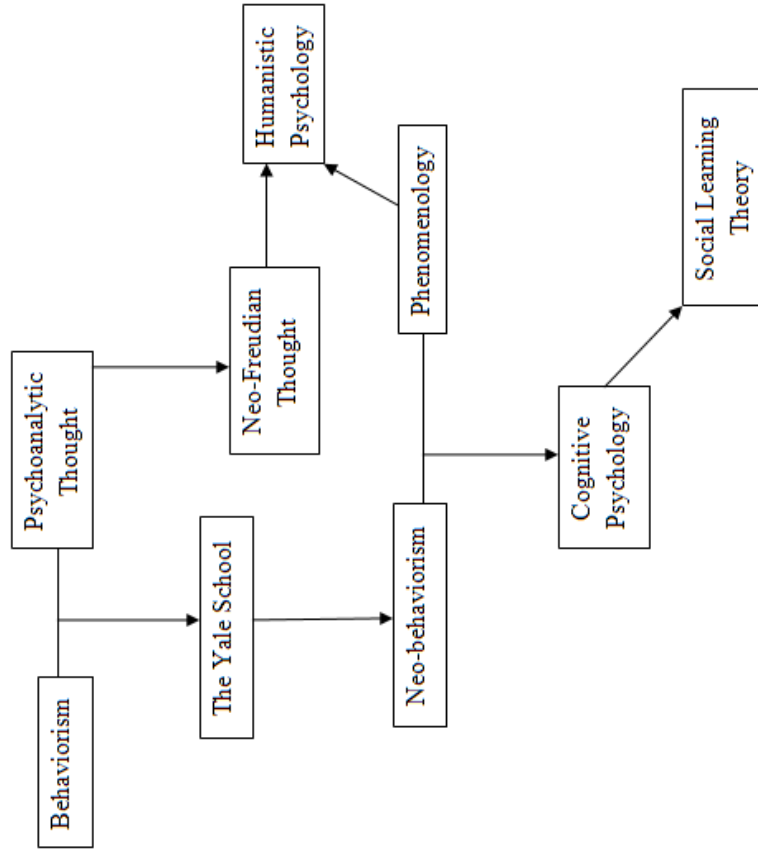 Behaviorism
Psychoanalytic
Thought
The Yale School
Neo-Freudian
Thought
Humanistic
Psychology
Neo-behaviorism
Phenomenology
Cognitive
Psychology
Social Learning
Theory